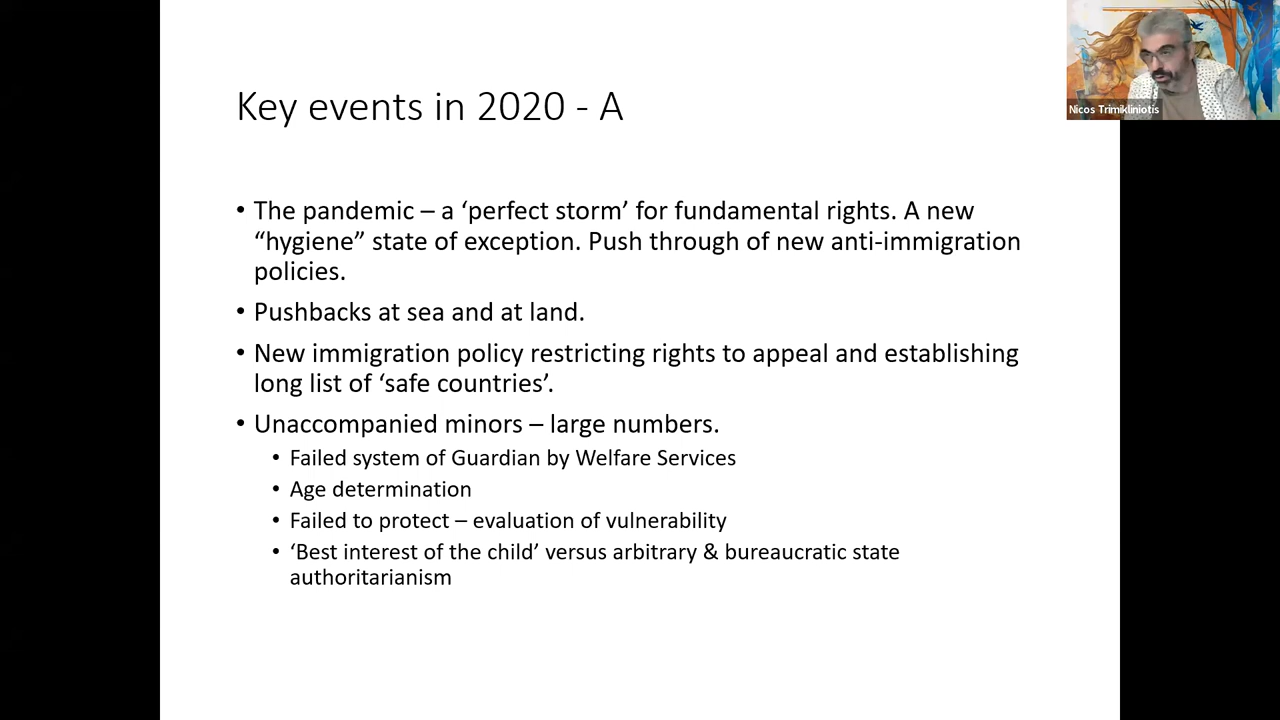 Key events in 2020 - A
• The pandemic – a ‘perfect storm’ for fundamental rights. A new
“hygiene” state of exception. Push through of new anti-immigration
policies.
• Pushbacks at sea and at land.
• New immigration policy restricting rights to appeal and establishing
long list of ‘safe countries’.
• Unaccompanied minors – large numbers.
• Failed system of Guardian by Welfare Services
• Age determination
• Failed to protect – evaluation of vulnerability
• ‘Best interest of the child’ versus arbitrary & bureaucratic state
authoritarianism
Nicos Trimikliniotis